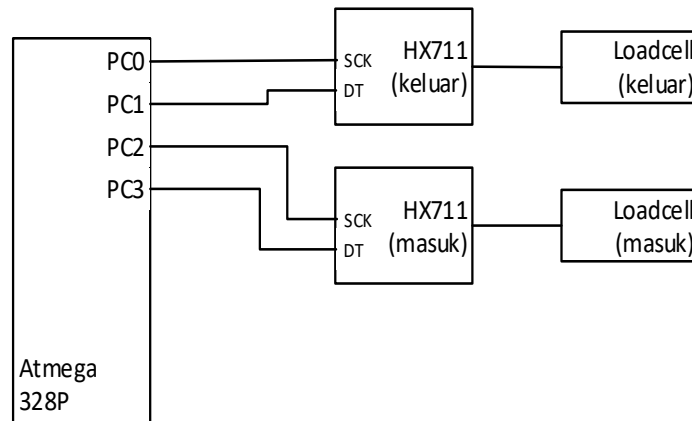 PC0
PC1
PC2
PC3
Atmega
328P
SCK
DT
HX711
(keluar)
Loadcell
(keluar)
SCK
DT
HX711
(masuk)
Loadcell
(masuk)